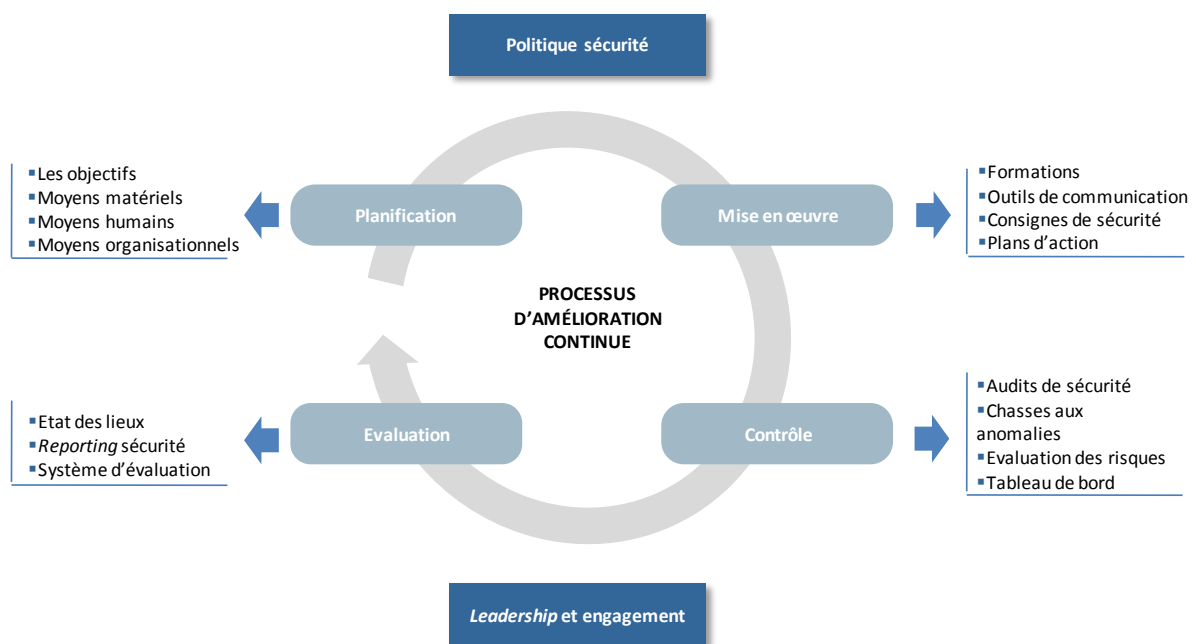 Politique sécurité
▪Les objectifs
▪Moyens matériels
▪Moyens humains
▪Moyens organisationnels
Planification
Mise en œuvre
▪Formations
▪Outils de communication
▪Consignes de sécurité
▪Plans d’action
PROCESSUS
D’AMÉLIORATION
CONTINUE
▪Etat des lieux
▪Reporting sécurité
▪Système d’évaluation
Evaluation
Contrôle
▪Audits de sécurité
▪Chasses aux
anomalies
▪Evaluation des risques
▪Tableau de bord
Leadership et engagement